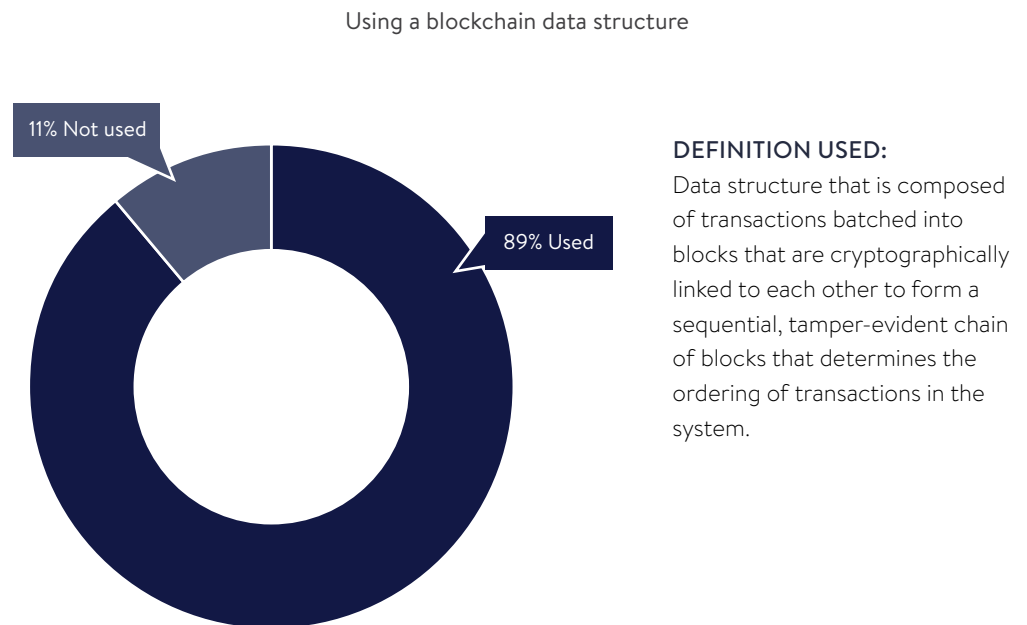 Using a blockchain data structure
11% Not used
89% Used
DEFINITION USED:
Data structure that is composed
of transactions batched into
blocks that are cryptographically
linked to each other to form a
sequential, tamper-evident chain
of blocks that determines the
ordering of transactions in the
system.